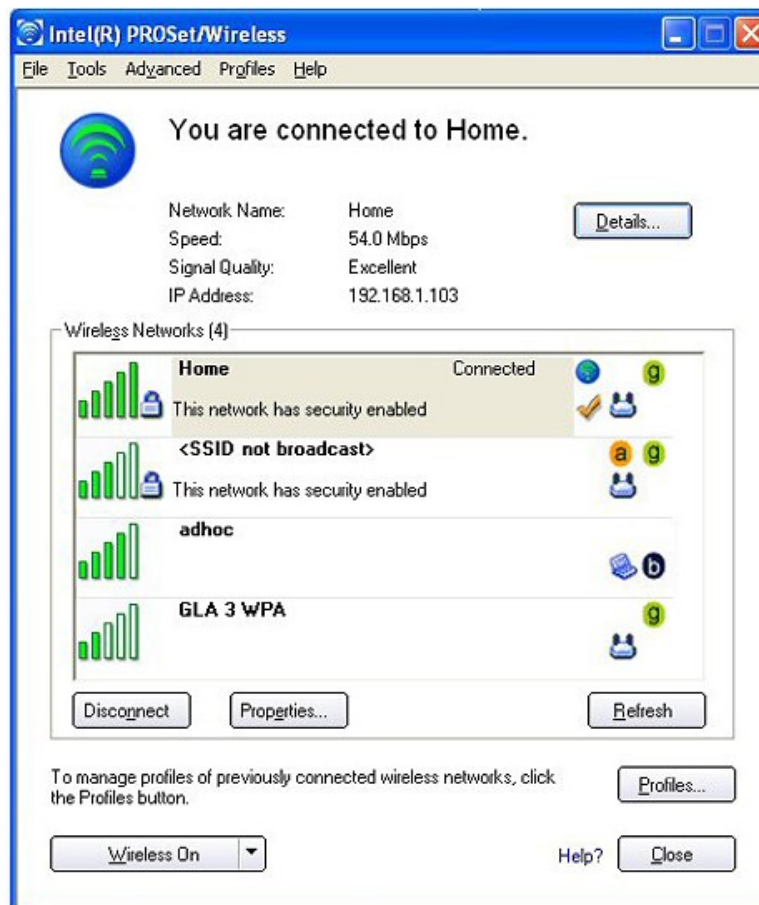 Intel(R) PROSet/Wireless
File Tools Advanced Profiles Help
You are connected to Home.
Network Name: Home
Details...
Speed: 54.0 Mbps
Signal Quality: Excellent
IP Address: 192.168.1.103
Wireless Networks (4)
Home Connected g
This network has security enabled
<SSID not broadcast> a g
This network has security enabled
adhoc
b
GLA 3 WPA g
Disconnect Properties... Refresh
To manage profiles of previously connected wireless networks, click
the Profiles button.
Profiles...
Wireless On Help? Close